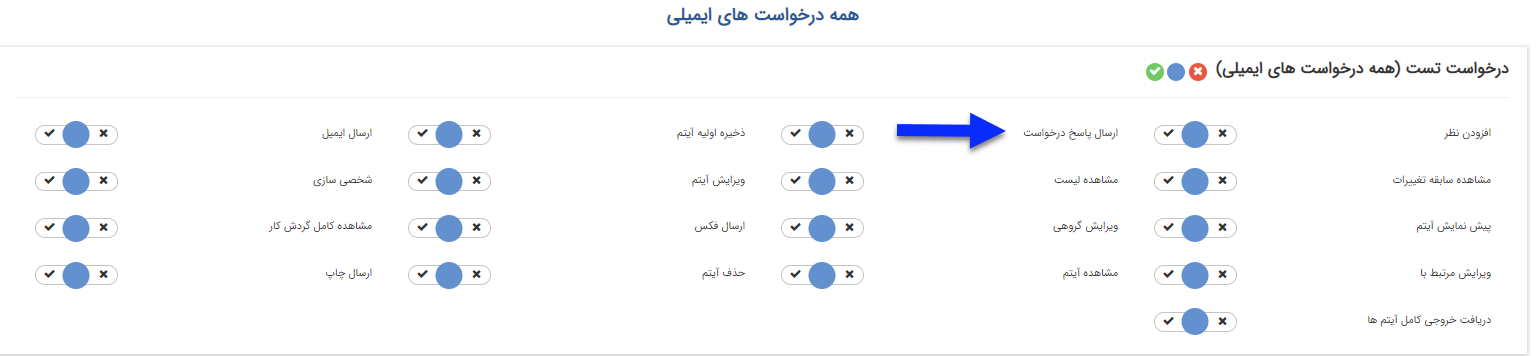 همه درخواست های ایمیلی
درخواست تست (همه درخواست های ایمیلی)
افزودن نظر ارسال پاسخ درخواست ذخیره اولیه آیتم ارسال ایمیل
مشاهده سابقه تغییرات مشاهده لیست ویرایش آیتم شخصی سازی
پیش نمایش آیتم ویرایش گروهی ارسال فکس مشاهده کامل گردش کار
ویرایش مرتبط با مشاهده آیتم حذف آیتم ارسال چاپ
دریافت خروجی کامل آیتم ها